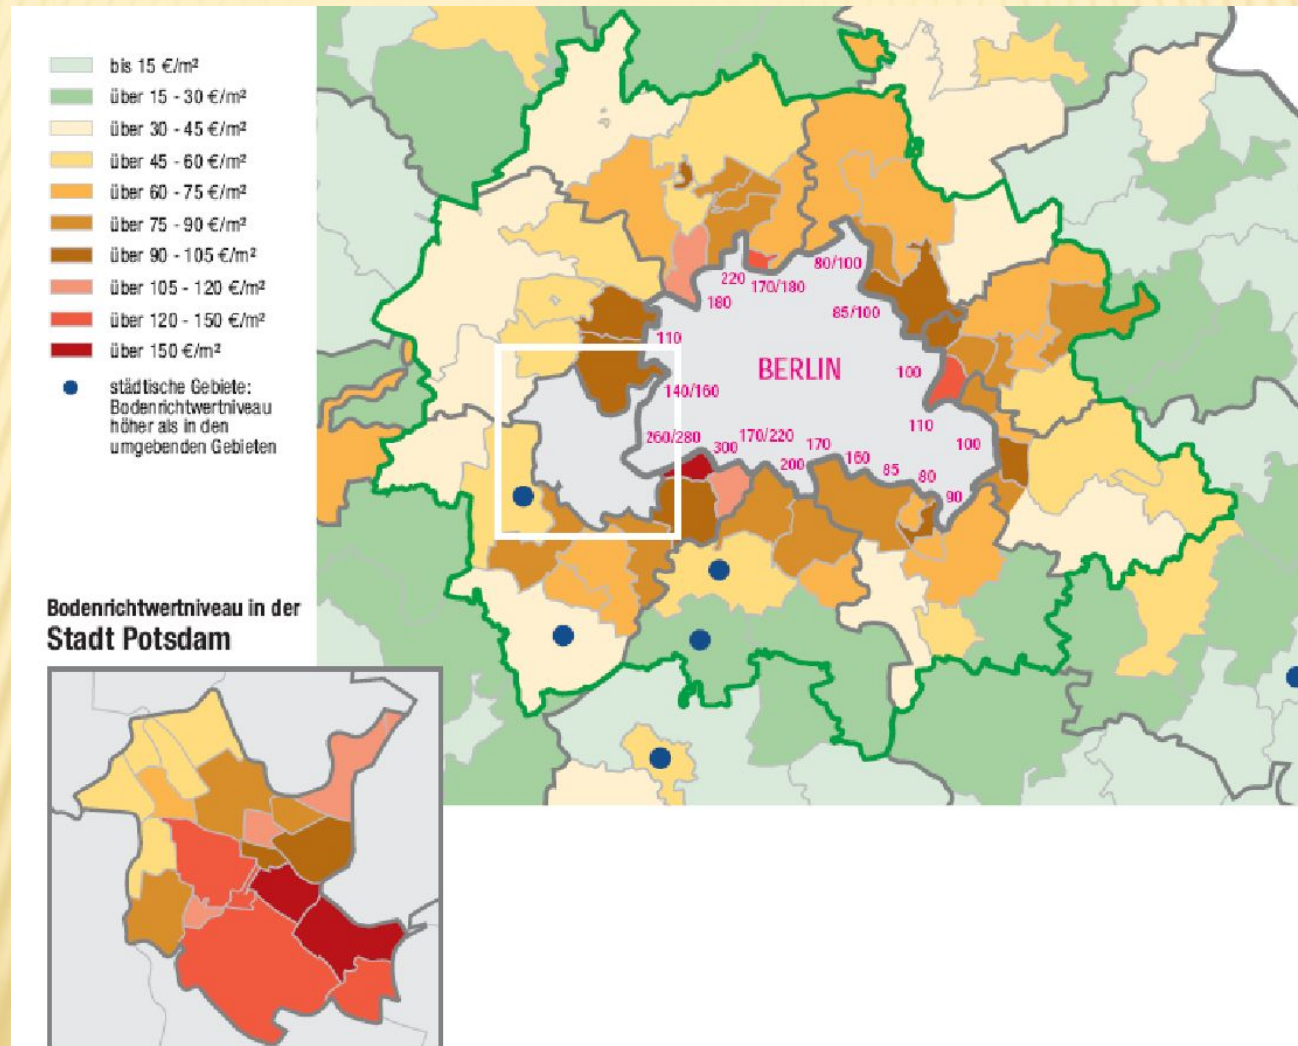 bis 15 €/m²
über 15 - 30 €/m²
über 30 - 45 €/m²
über 45 - 60 €/m²
über 60 - 75 €/m²
über 75 - 90 €/m²
über 90 - 105 €/m²
über 105 - 120 €/m²
über 120 - 150 €/m²
über 150 €/m²
städtische Gebiete:
Bodenrichtwertniveau
höher als in den
umgebenden Gebieten
80/100
220
170/180
180
85/100
110
BERLIN
100
140/160
110
260/280
300
170/220
170
100
200
160
85
80
90
Bodenrichtwertniveau in der
Stadt Potsdam